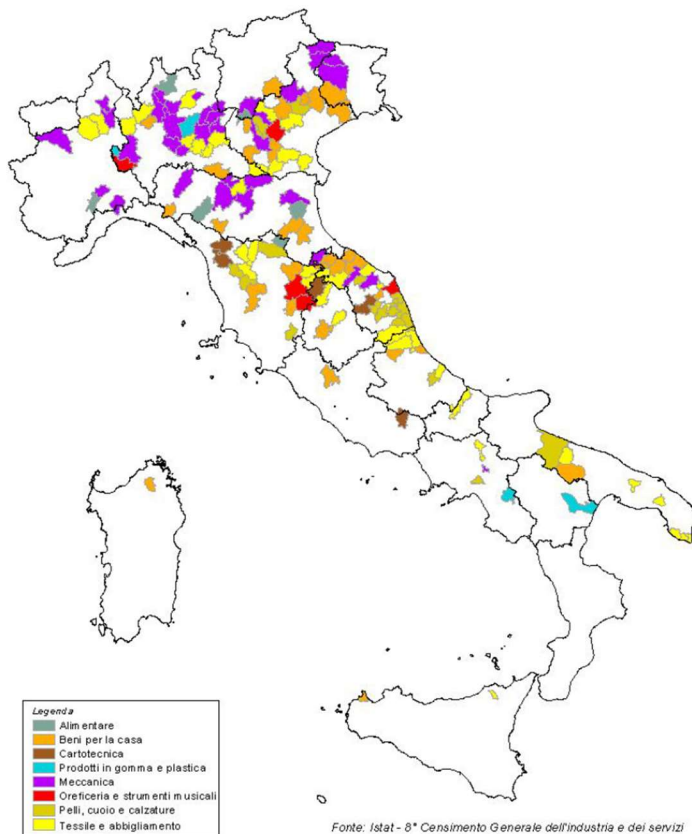 Legenda
Alimentare
Beni per la casa
Cartotecnica
Prodotti in gomma e plastica
Meccanica
Oreficeria e strumenti musicali
Pelli, cuoio e calzature
Tessile e abbigliamento
Fonte: Istat - 8° Censimento Generale dell'industria e dei servizi